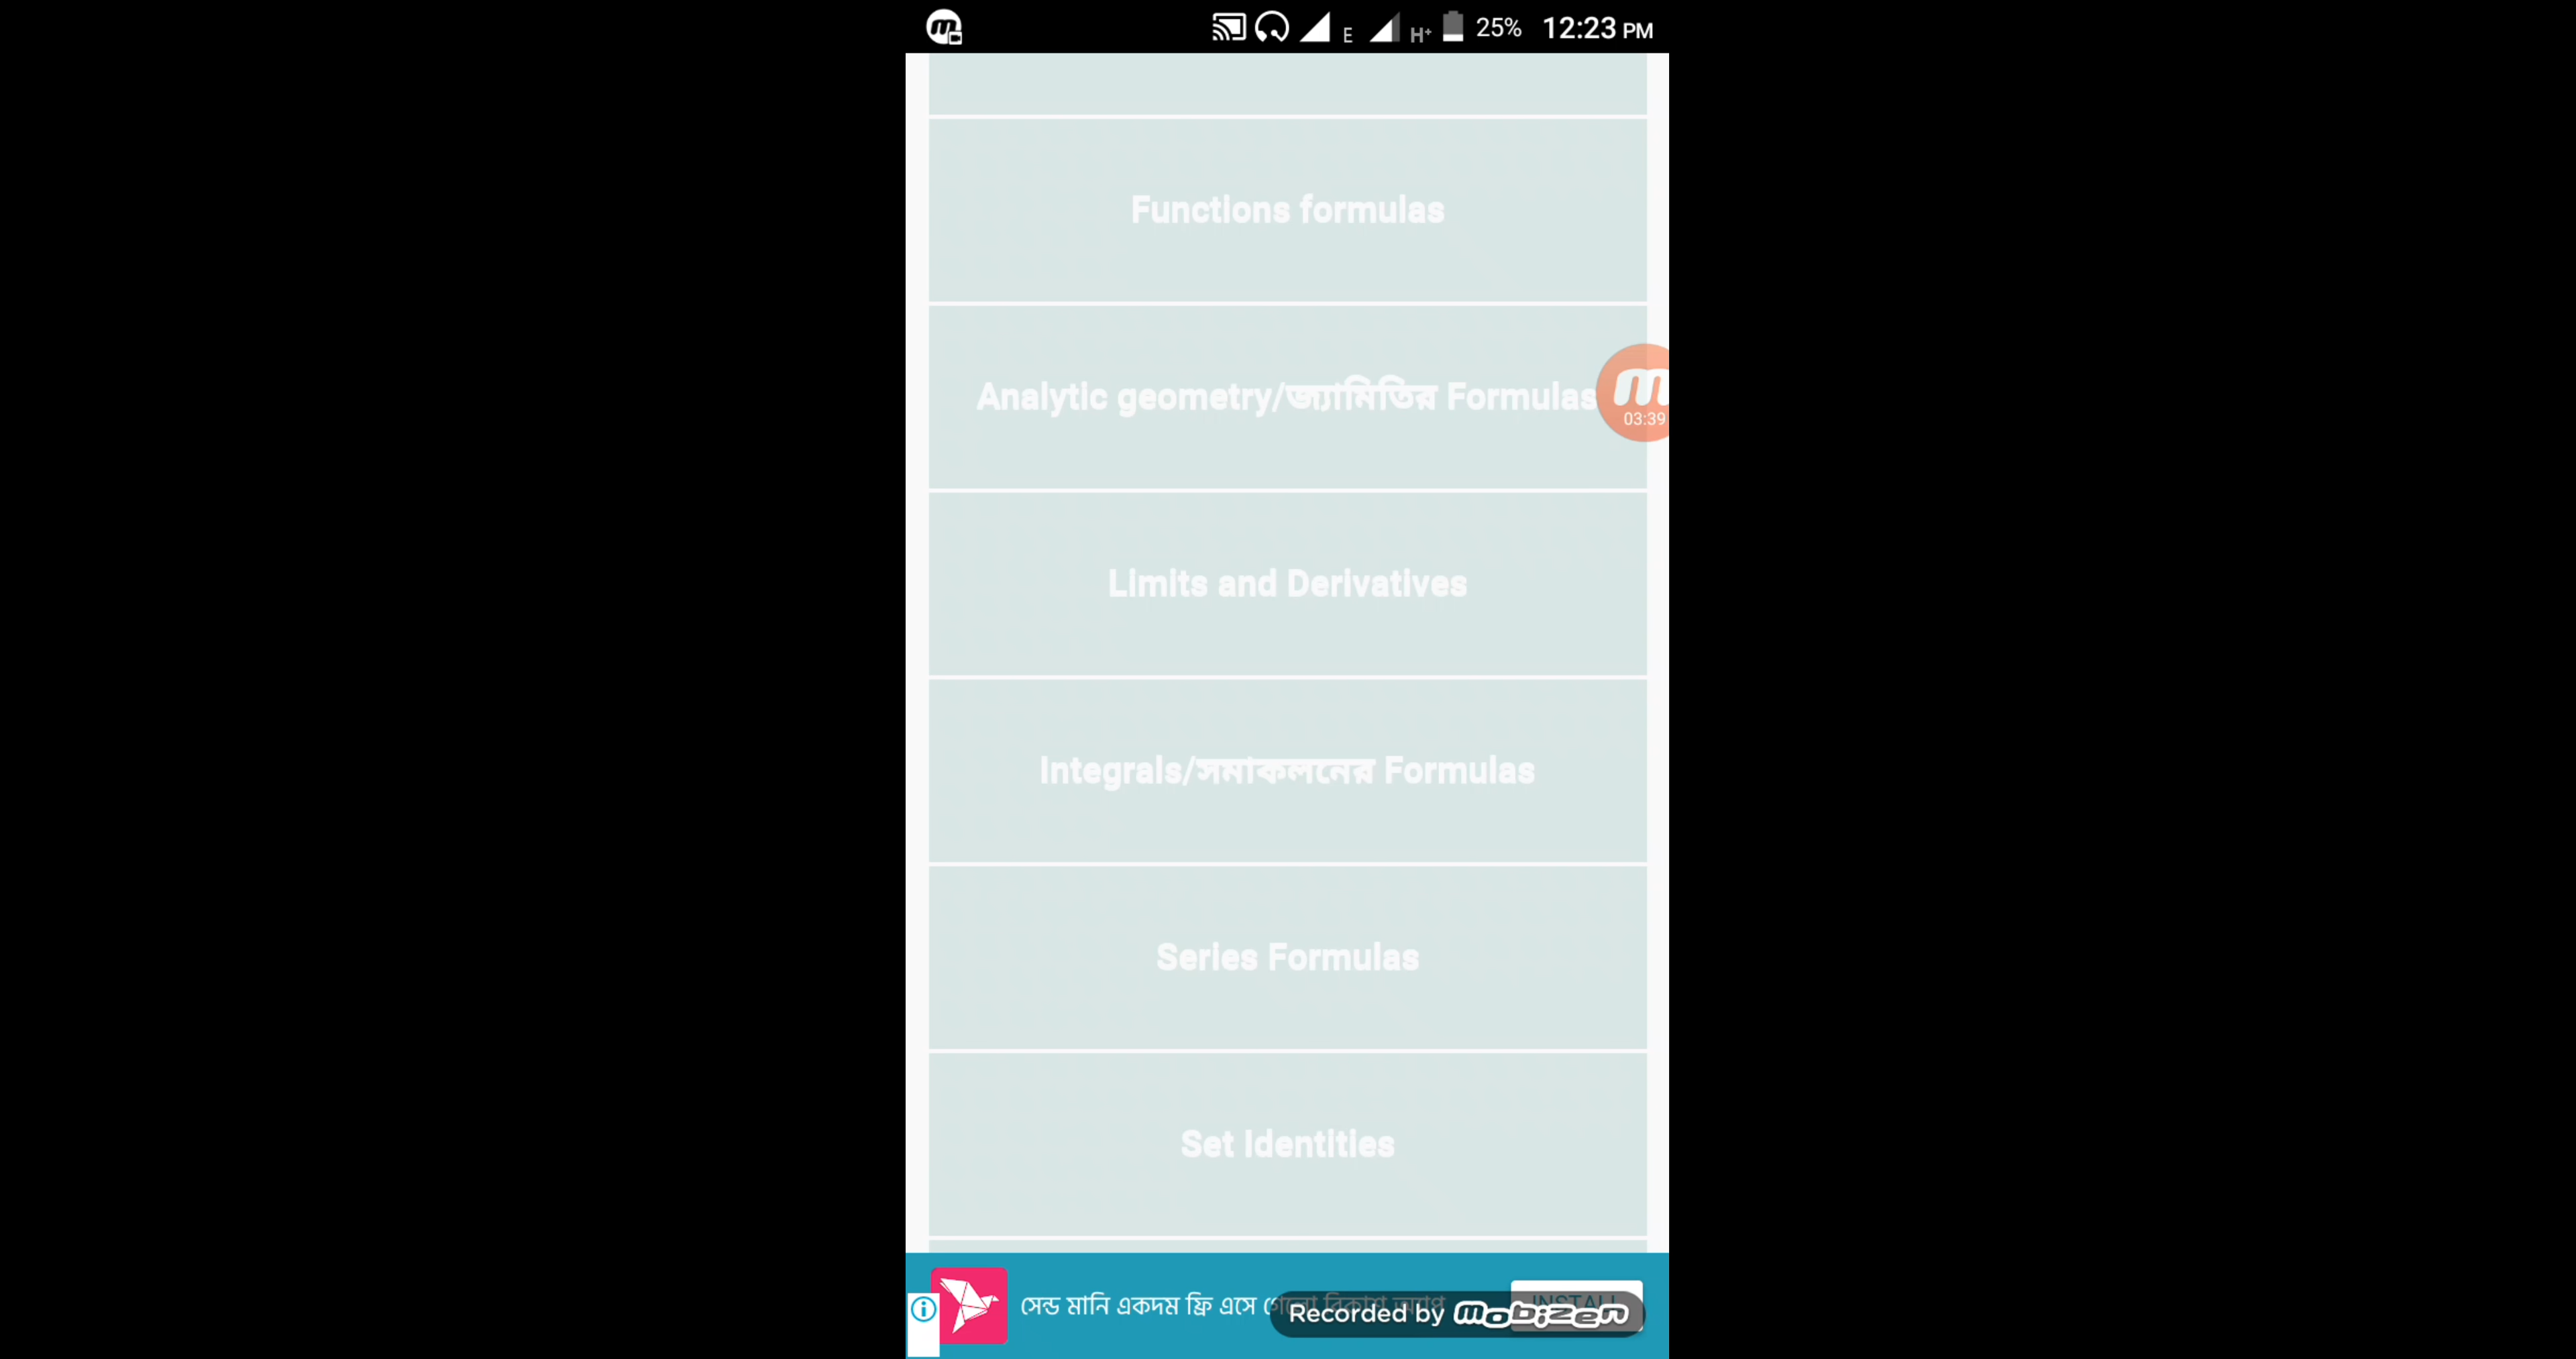 E H+ 25% 12:23 PM
Functions formulas
Analytic geometry/জ্যামিতির Formulas
03:39
Limits and Derivatives
Integrals/সমাকলনের Formulas
Series Formulas
Set Identities
সেন্ড মানি একদম ফ্রি এসে গেলো বিকাশ অ্যাপ
INSTALL
Recorded by mobizen